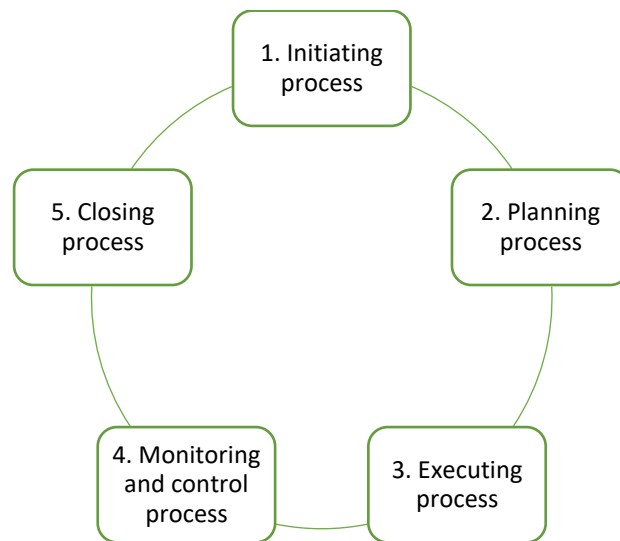 1. Initiating
process
2. Planning
process
3. Executing
process
4. Monitoring
and control
process
5. Closing
process